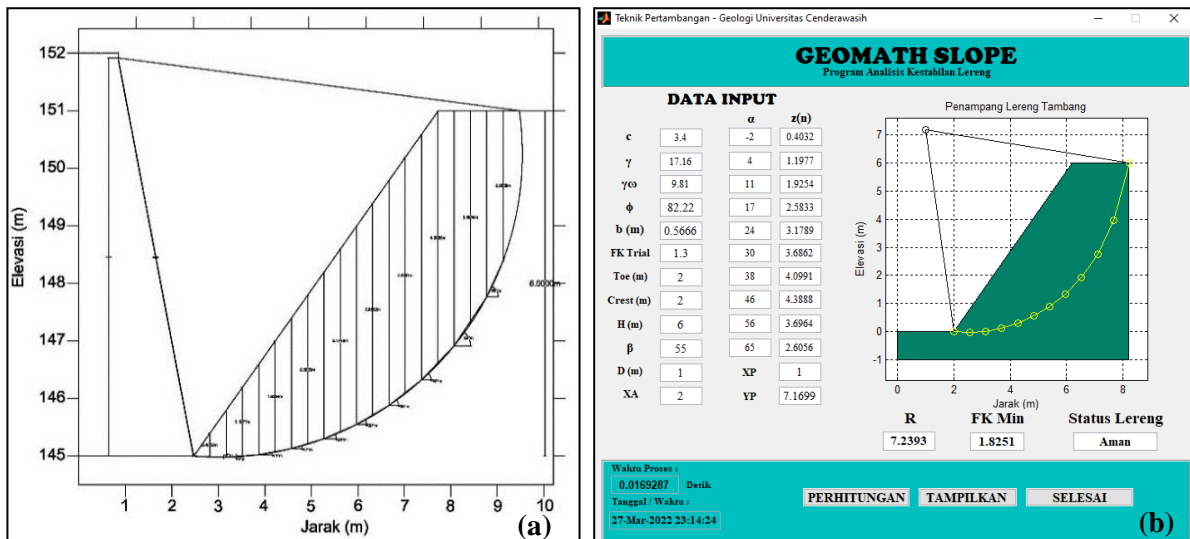 152
151
150
149
148
147
146
145
Elevasi (m)
6.0000m
1 2 3 4 5 6 7 8 9 10
Jarak (m)
(a)
Teknik Pertambangan - Geologi Universitas Cenderawasih
GEOMATH SLOPE
Program Analisis Kestabilan Lereng
DATA INPUT
α z(n)
c 3.4 -2 0.4032
γ 17.16 4 1.1977
γω 9.81 11 1.9254
ϕ 82.22 17 2.5833
b (m) 0.5666 24 3.1789
FK Trial 1.3 30 3.6862
Toe (m) 2 38 4.0991
Crest (m) 2 46 4.3888
H (m) 6 56 3.6964
β 55 65 2.6056
D (m) 1 XP 1
XA 2 YP 7.1699
Penampang Lereng Tambang
7
6
5
4
3
2
1
0
-1
Elevasi (m)
0 2 4 6 8
Jarak (m)
R FK Min Status Lereng
7.2393 1.8251 Aman
Waktu Proses :
0.0169287 Detik
Tanggal / Waktu :
27-Mar-2022 23:14:24
PERHITUNGAN TAMPILKAN SELESAI
(b)